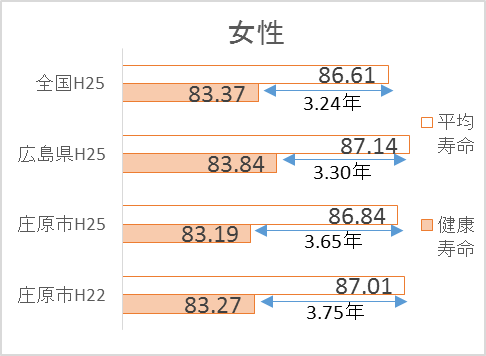 女性
全国H25
86.61
83.37
3.24年
広島県H25
87.14
83.84
3.30年
庄原市H25
86.84
83.19
3.65年
庄原市H22
87.01
83.27
3.75年
平均
寿命
健康
寿命